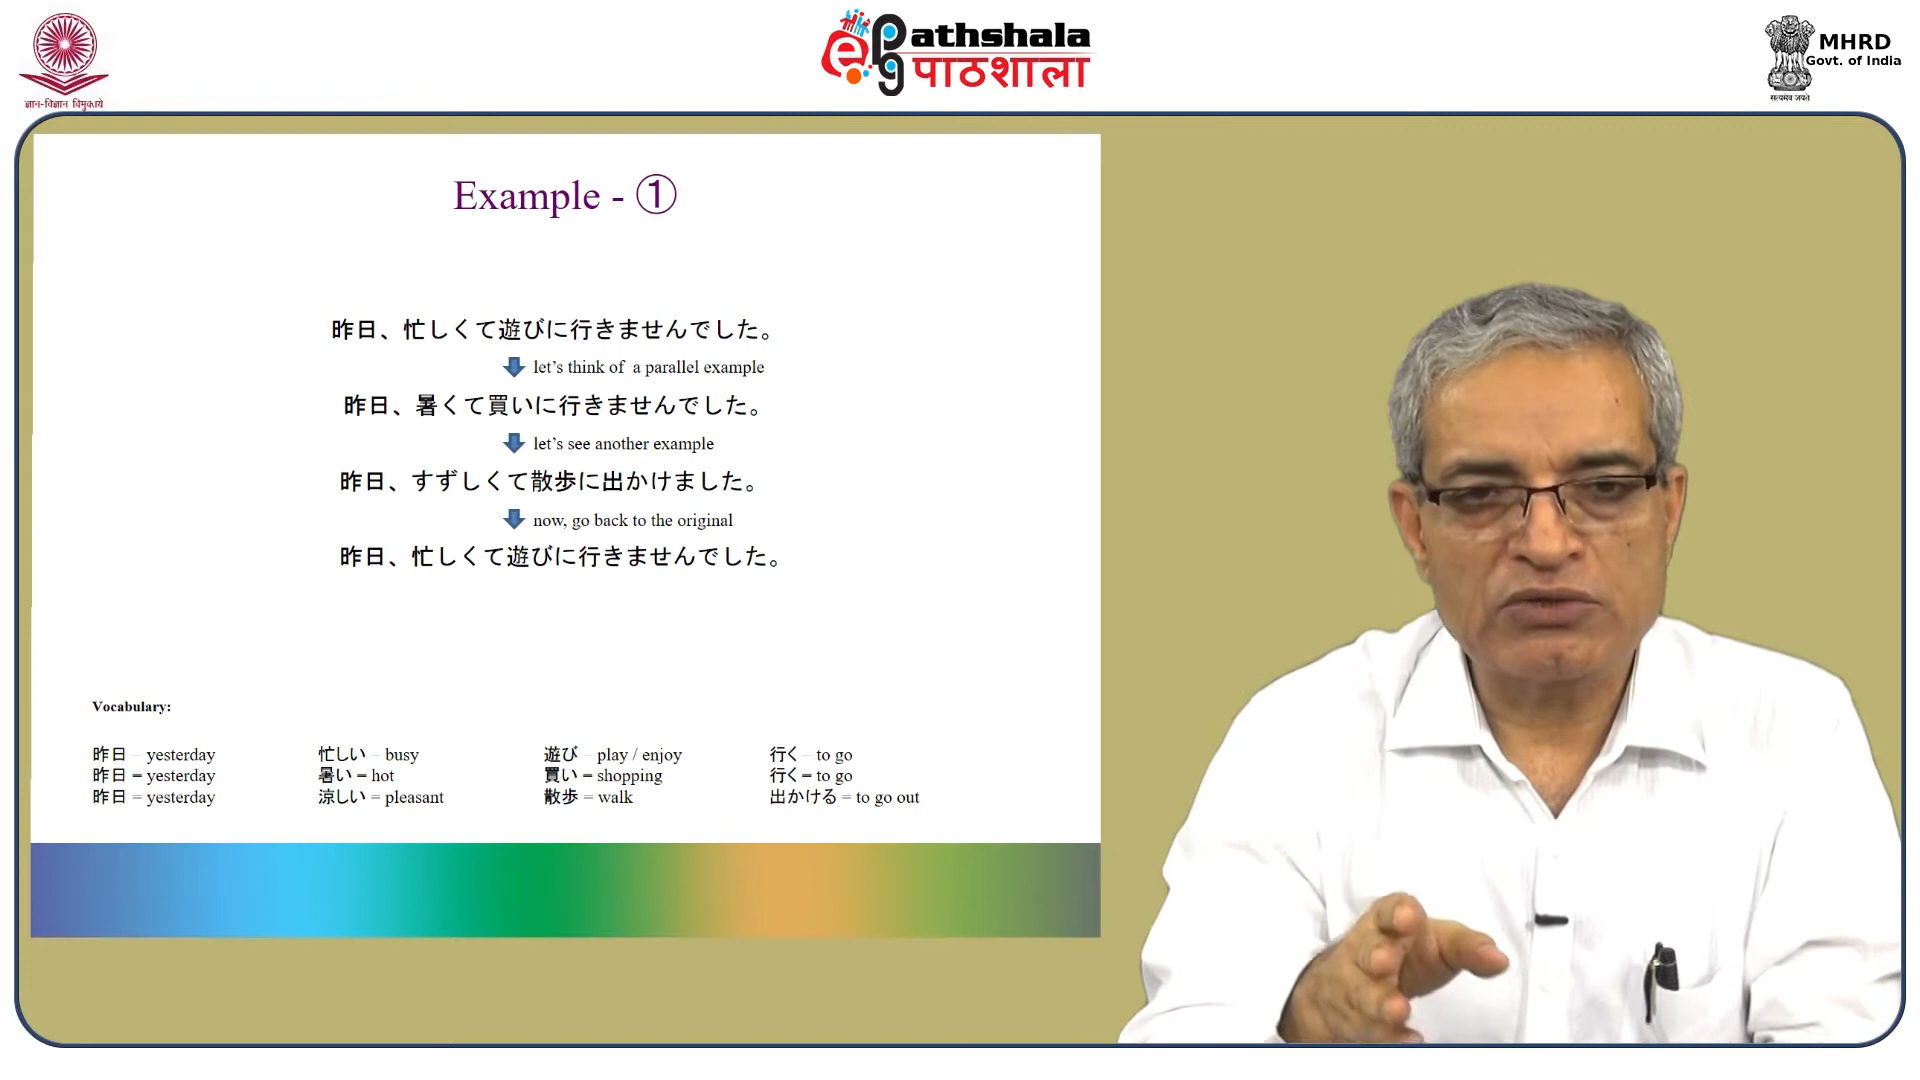 ज्ञान-विज्ञान विमुक्तये
ePathshala
पाठशाला
MHRD
Govt. of India
सत्यमेव जयते
Example - ①
昨日、忙しくて遊びに行きませんでした。
let's think of a parallel example
昨日、暑くて買いに行きませんでした。
let's see another example
昨日、すずしくて散歩に出かけました。
now, go back to the original
昨日、忙しくて遊びに行きませんでした。
Vocabulary:
昨日 = yesterday 忙しい = busy 遊び = play / enjoy 行く = to go
昨日 = yesterday 暑い = hot 買い = shopping 行く = to go
昨日 = yesterday 涼しい = pleasant 散歩 = walk 出かける = to go out